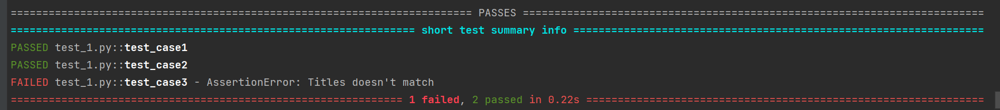 ========================================================================= PASSES =========================================================================
================================================================ short test summary info =================================================================
PASSED test_1.py::test_case1
PASSED test_1.py::test_case2
FAILED test_1.py::test_case3 - AssertionError: Titles doesn't match
============================================================== 1 failed, 2 passed in 0.22s ===============================================================